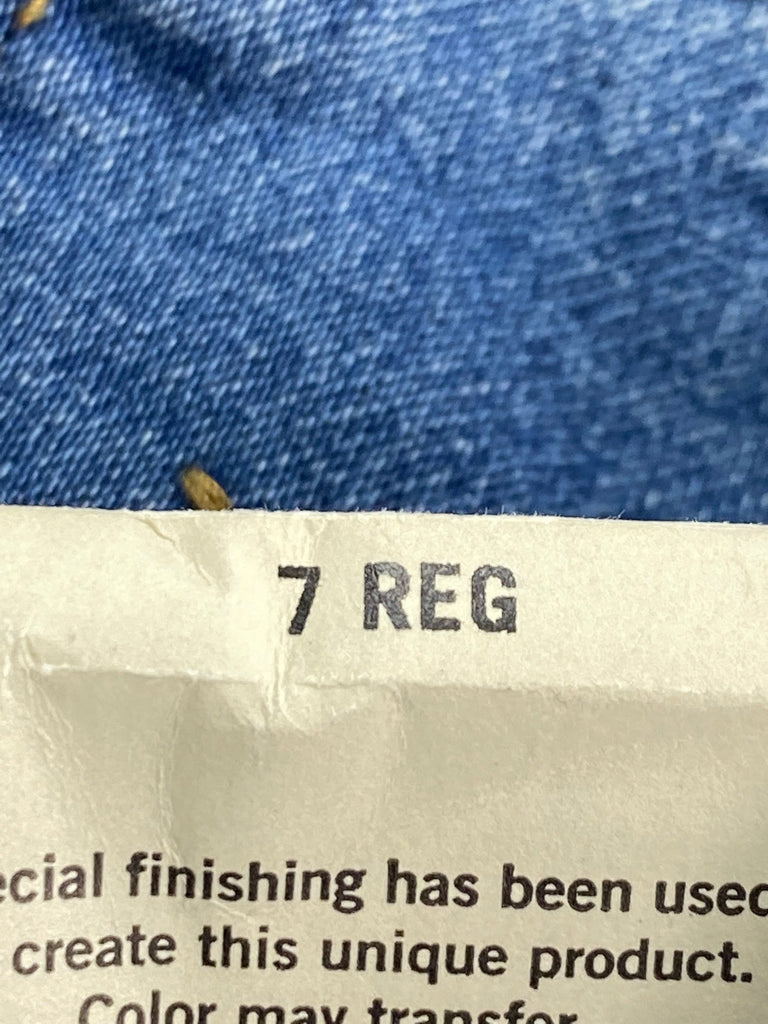 7 REG
ecial finishing has been used
create this unique product.
Color may transfer